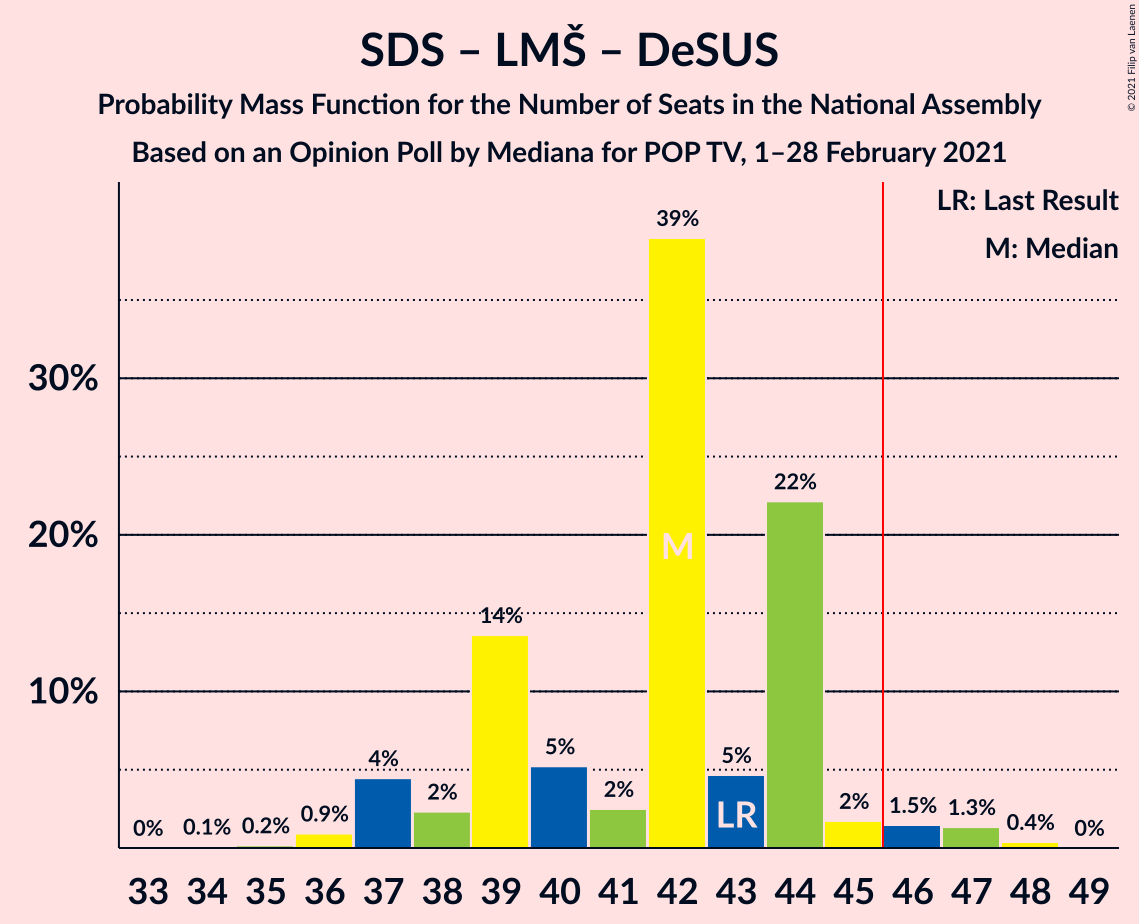 SDS – LMŠ – DeSUS
Probability Mass Function for the Number of Seats in the National Assembly
Based on an Opinion Poll by Mediana for POP TV, 1–28 February 2021
© 2021 Filip van Laenen
LR: Last Result
M: Median
39%
30%
22%
20%
M
14%
10%
4%
5%
5%
2%
2%
2%
0%
0.1%
0.2%
0.9%
LR
1.5%
1.3%
0.4%
0%
33 34 35 36 37 38 39 40 41 42 43 44 45 46 47 48 49